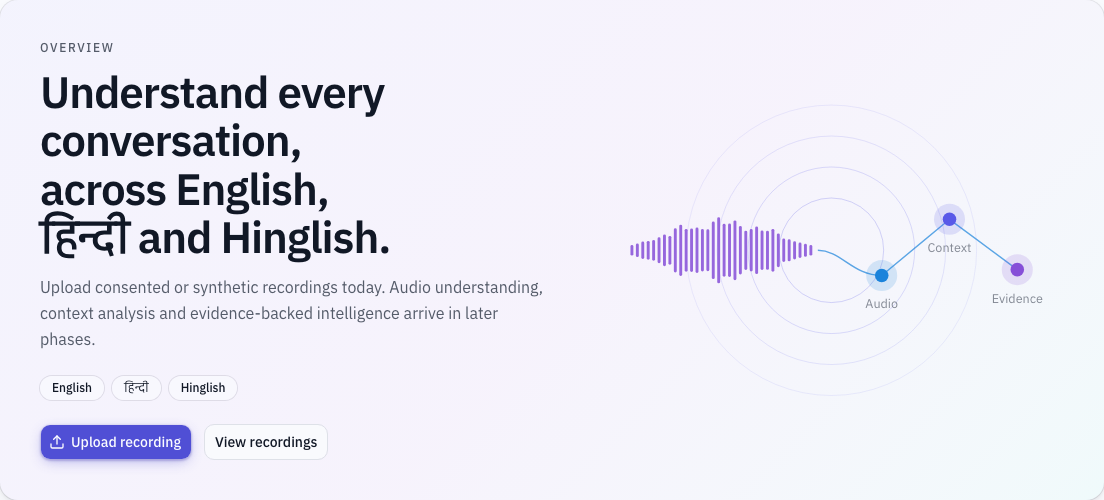 OVERVIEW
Understand every
conversation,
across English,
हिन्दी and Hinglish.
Upload consented or synthetic recordings today. Audio understanding,
context analysis and evidence-backed intelligence arrive in later
phases.
English
हिन्दी
Hinglish
Upload recording
View recordings
Context
Evidence
Audio